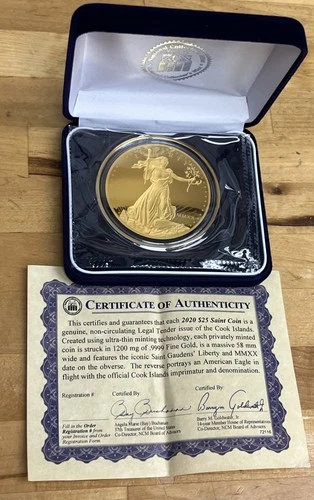 MMXX
CERTIFICATE OF AUTHENTICITY
This certifies and guarantees that each 2020 $25 Saint Coin is a
genuine, non-circulating Legal Tender issue of the Cook Islands.
Created using ultra-thin minting technology, each privately minted
coin is struck in 1200 mg of .9999 Fine Gold, is a massive 58 mm
wide and features the iconic Saint Gaudens' Liberty and MMXX
date on the obverse. The reverse portrays an American Eagle in
flight with the official Cook Islands imprimatur and denomination.
Registration #
Certified By:
Certified By:
Fill in the Order
Registration # from
your Invoice and Order
Registration Form
Angela Marie (Bay) Buchanan
37th Treasurer of the United States
Co-Director, NCM Board of Advisors
Barry M. Goldwater, Jr.
14-year Member House of Representatives
Co-Director, NCM Board of Advisors